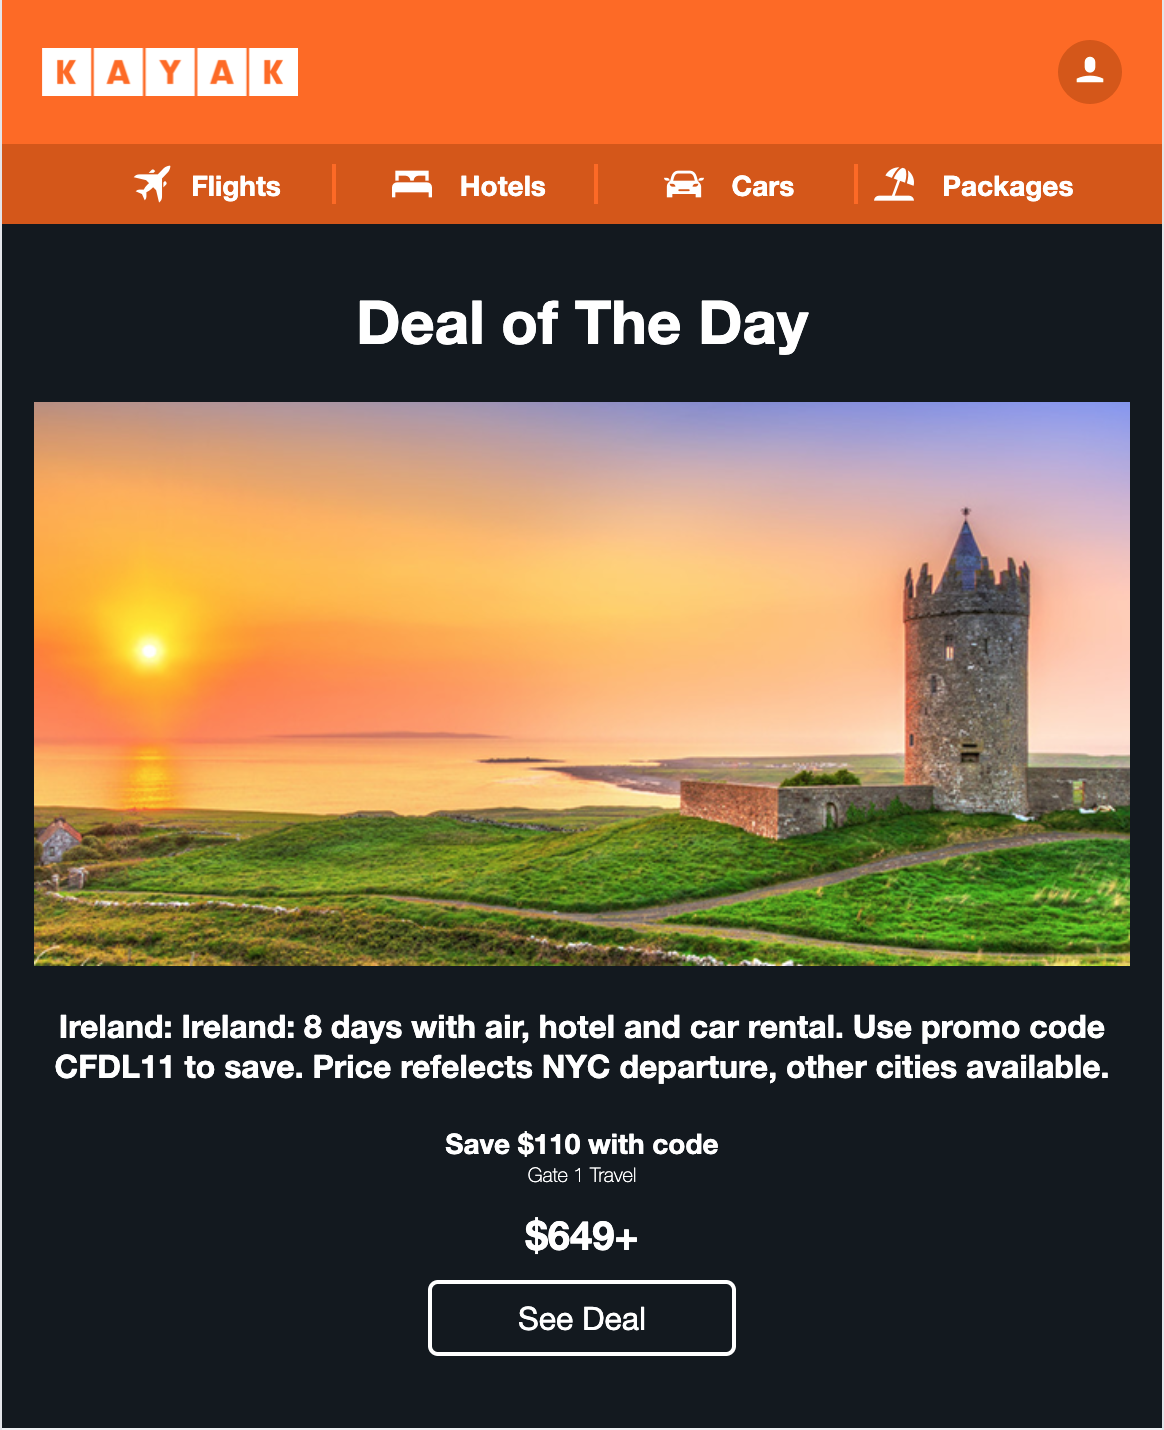 KAYAK
Flights
Hotels
Cars
Packages
Deal of The Day
Ireland: Ireland: 8 days with air, hotel and car rental. Use promo code
CFDL11 to save. Price refelects NYC departure, other cities available.
Save $110 with code
Gate 1 Travel
$649+
See Deal